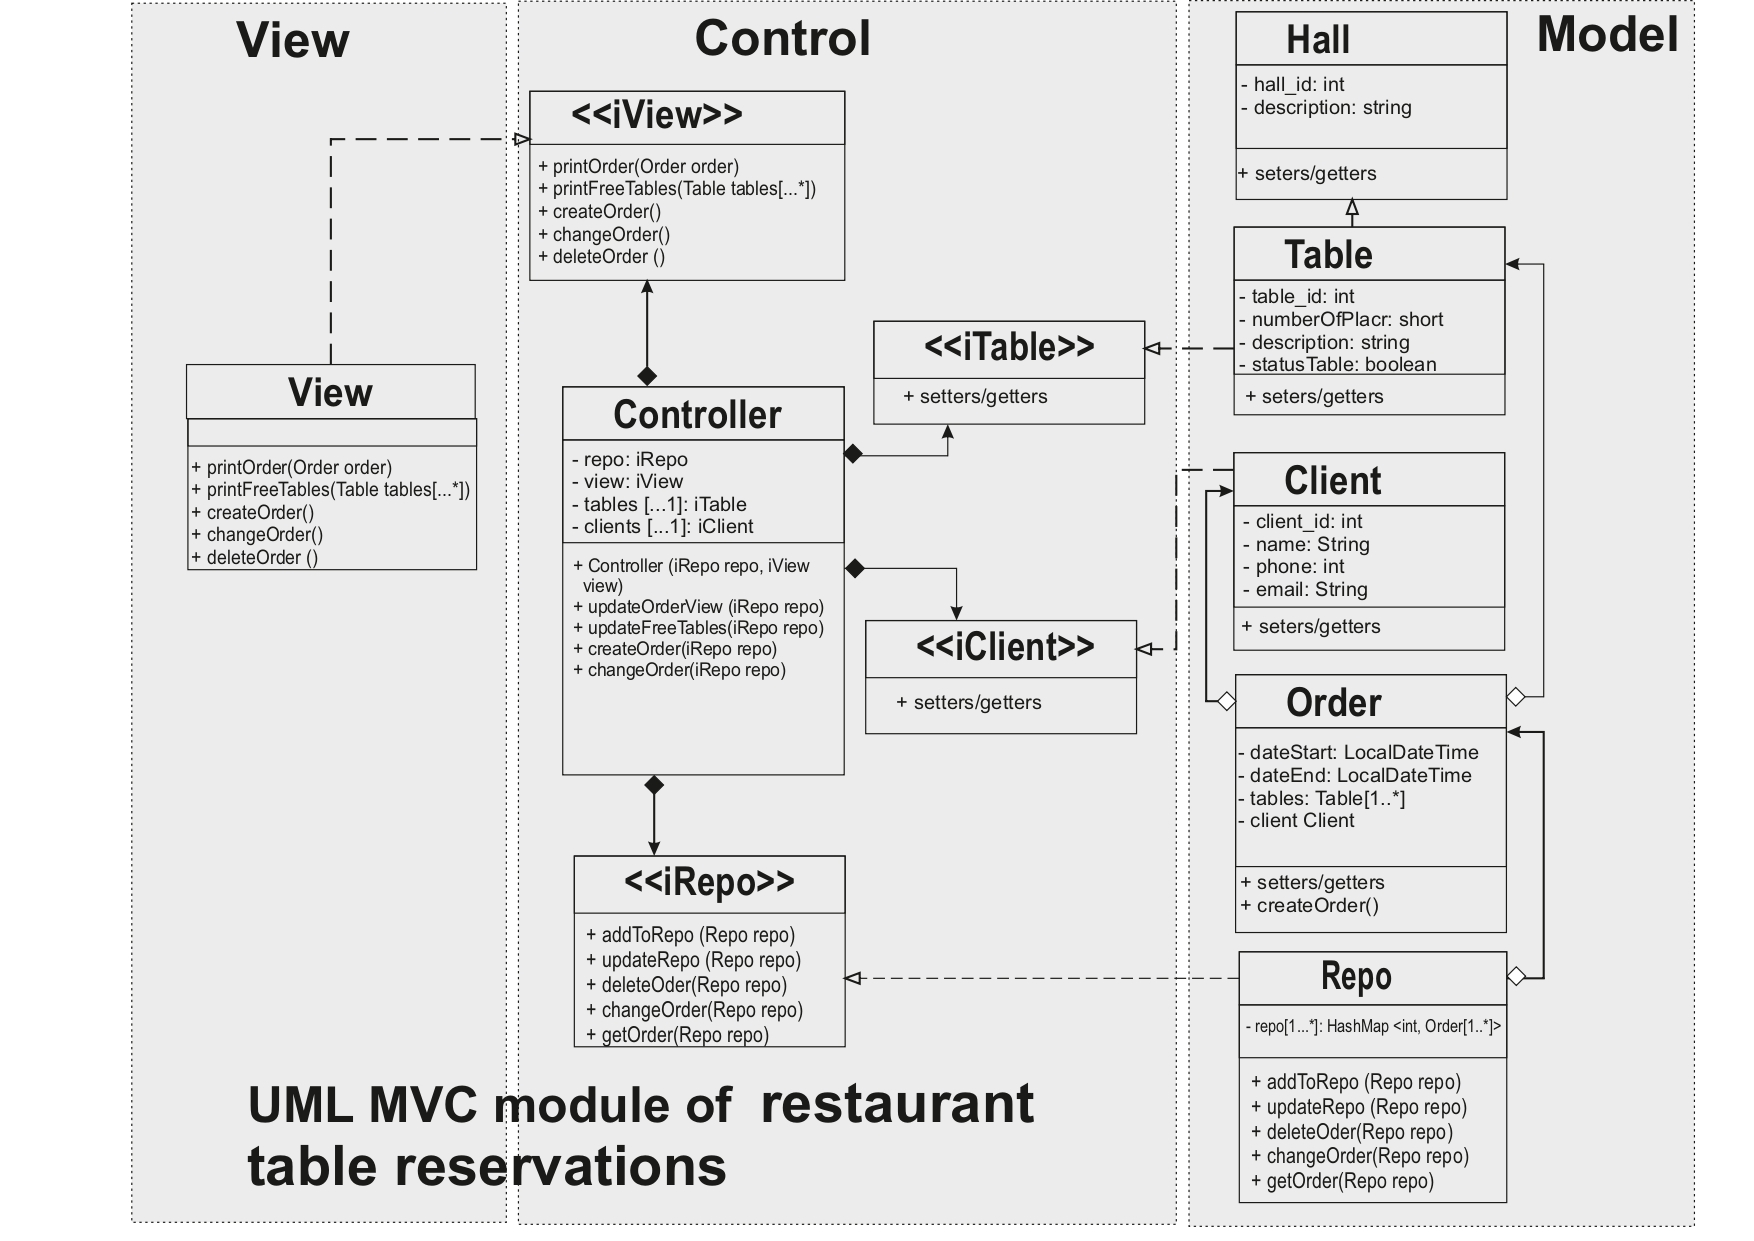 View
Control
Model
<<iView>>
+ printOrder(Order order)
+ printFreeTables(Table tables[...*])
+ createOrder()
+ changeOrder()
+ deleteOrder ()
View
+ printOrder(Order order)
+ printFreeTables(Table tables[...*])
+ createOrder()
+ changeOrder()
+ deleteOrder ()
Controller
- repo: iRepo
- view: iView
- tables [...1]: iTable
- clients [...1]: iClient
+ Controller (iRepo repo, iView
view)
+ updateOrderView (iRepo repo)
+ updateFreeTables(iRepo repo)
+ createOrder(iRepo repo)
+ changeOrder(iRepo repo)
<<iTable>>
+ setters/getters
<<iClient>>
+ setters/getters
<<iRepo>>
+ addToRepo (Repo repo)
+ updateRepo (Repo repo)
+ deleteOder(Repo repo)
+ changeOrder(Repo repo)
+ getOrder(Repo repo)
Hall
- hall_id: int
- description: string
+ seters/getters
Table
- table_id: int
- numberOfPlacr: short
- description: string
- statusTable: boolean
+ seters/getters
Client
- client_id: int
- name: String
- phone: int
- email: String
+ seters/getters
Order
- dateStart: LocalDateTime
- dateEnd: LocalDateTime
- tables: Table[1..*]
- client Client
+ setters/getters
+ createOrder()
Repo
- repo[1...*]: HashMap <int, Order[1..*]>
+ addToRepo (Repo repo)
+ updateRepo (Repo repo)
+ deleteOder(Repo repo)
+ changeOrder(Repo repo)
+ getOrder(Repo repo)
UML MVC module of restaurant
table reservations